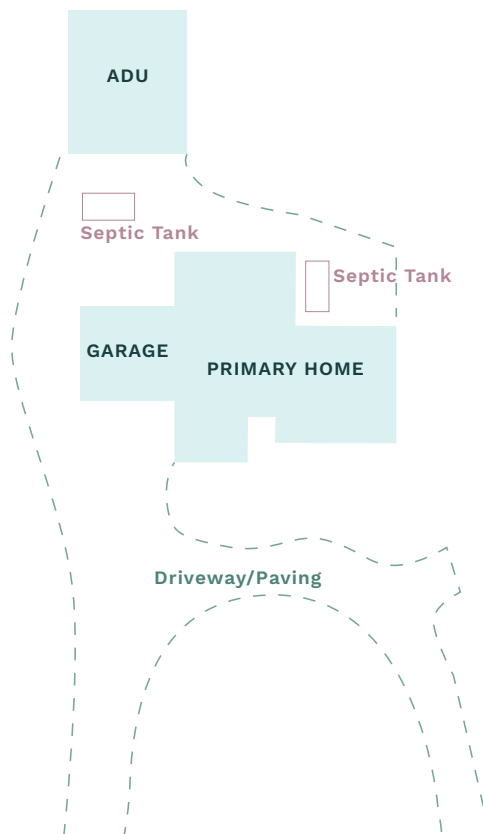 ADU
Septic Tank
Septic Tank
GARAGE
PRIMARY HOME
Driveway/Paving